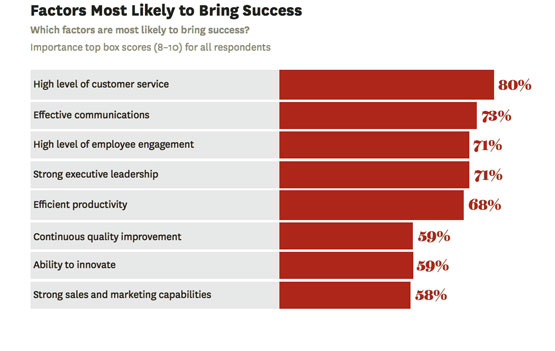 Factors Most Likely to Bring Success
Which factors are most likely to bring success?
Importance top box scores (8–10) for all respondents
High level of customer service 80%
Effective communications 73%
High level of employee engagement 71%
Strong executive leadership 71%
Efficient productivity 68%
Continuous quality improvement 59%
Ability to innovate 59%
Strong sales and marketing capabilities 58%